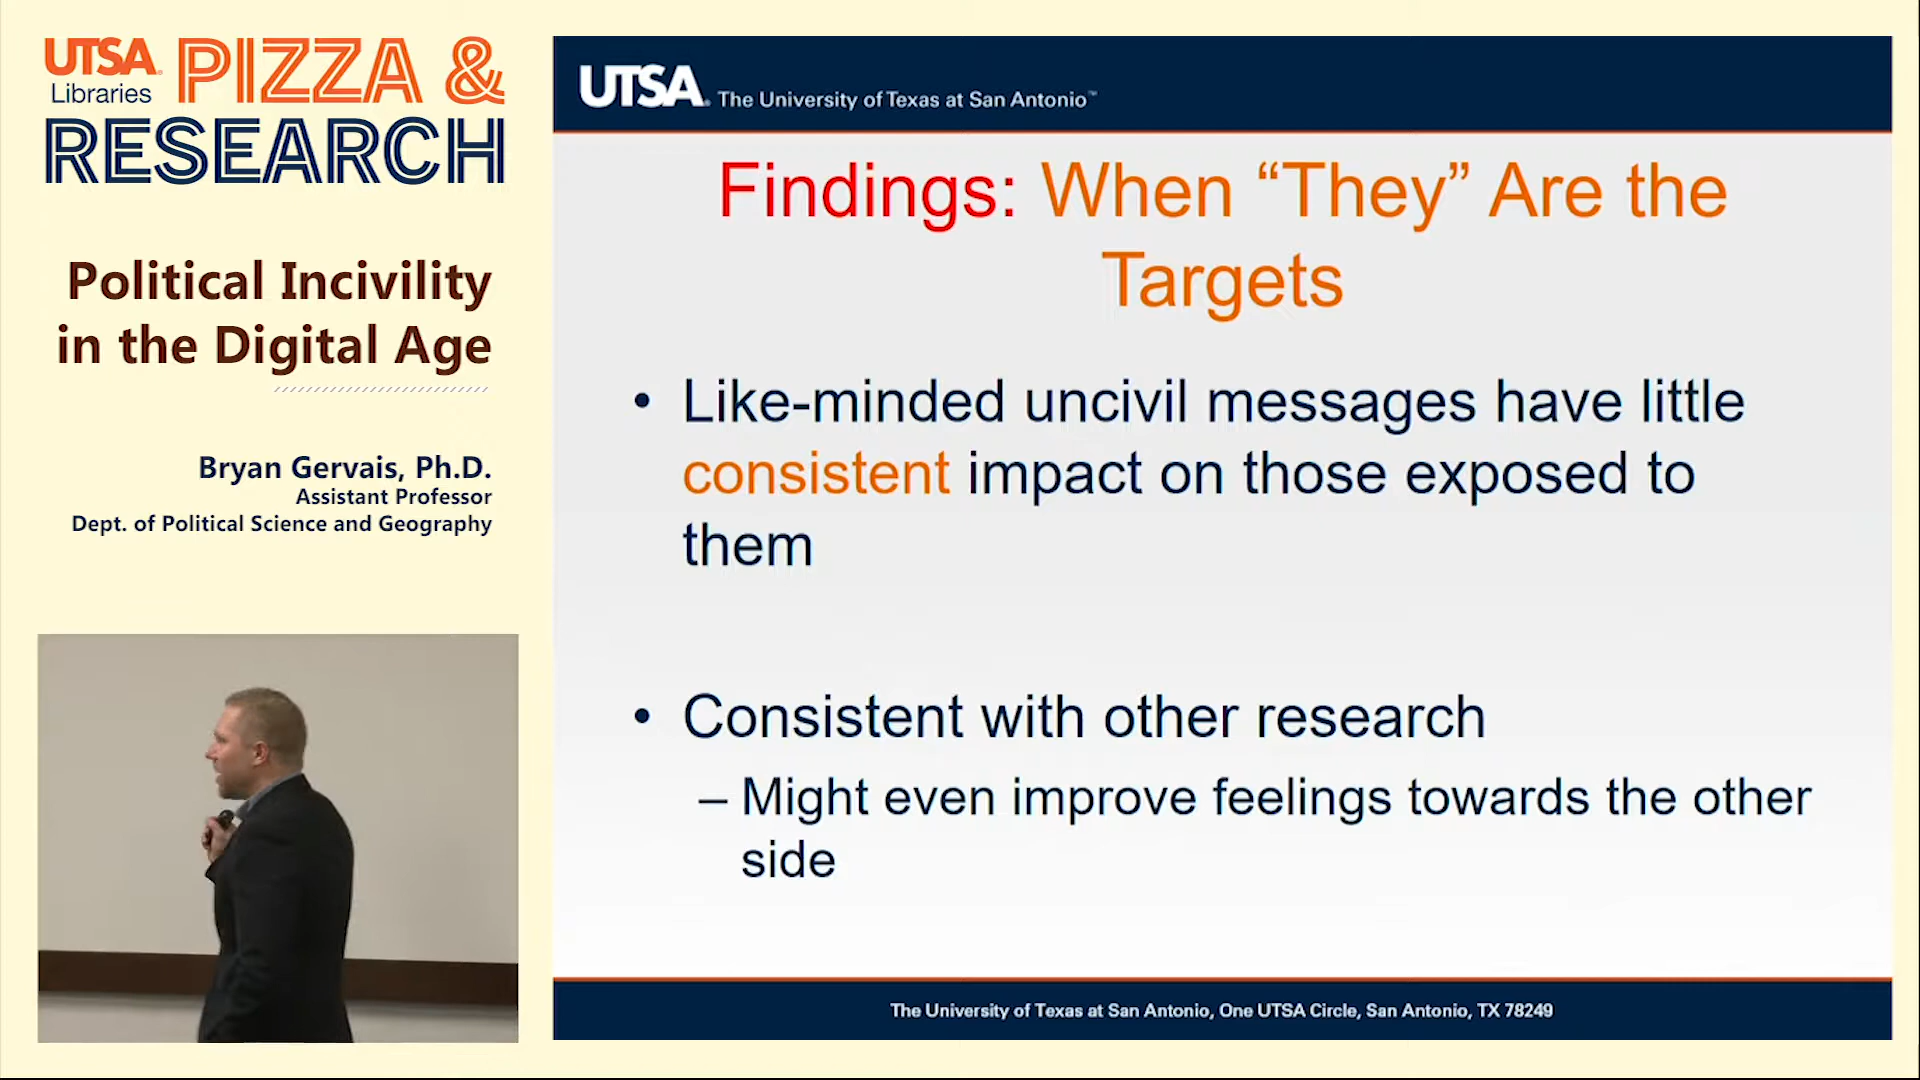 UTSA Libraries PIZZA &
RESEARCH
Political Incivility
in the Digital Age
Bryan Gervais, Ph.D.
Assistant Professor
Dept. of Political Science and Geography
UTSA. The University of Texas at San Antonio™
Findings: When “They” Are the
Targets
• Like-minded uncivil messages have little
consistent impact on those exposed to
them
• Consistent with other research
– Might even improve feelings towards the other
side
The University of Texas at San Antonio, One UTSA Circle, San Antonio, TX 78249